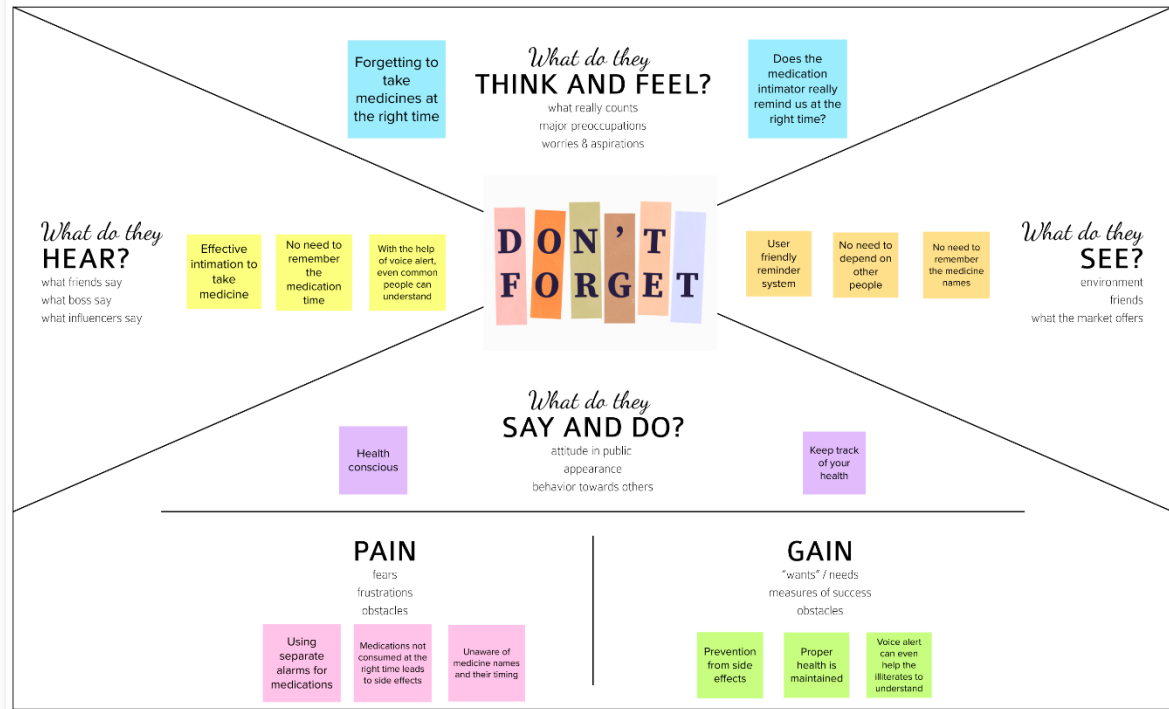 What do they
THINK AND FEEL?
what really counts
major preoccupations
worries & aspirations
Forgetting to
take
medicines at
the right time
Does the
medication
intimator really
remind us at the
right time?
What do they
HEAR?
what friends say
what boss say
what influencers say
Effective
intimation to
take
medicine
No need to
remember
the
medication
time
With the help
of voice alert,
even common
people can
understand
DON'T
FORGET
User
friendly
reminder
system
No need to
depend on
other
people
No need to
remember
the medicine
names
What do they
SEE?
environment
friends
what the market offers
What do they
SAY AND DO?
attitude in public
appearance
behavior towards others
Health
conscious
Keep track
of your
health
PAIN
fears
frustrations
obstacles
Using
separate
alarms for
medications
Medications not
consumed at the
right time leads
to side effects
Unaware of
medicine names
and their timing
GAIN
"wants" / needs
measures of success
obstacles
Prevention
from side
effects
Proper
health is
maintained
Voice alert
can even
help the
illiterates to
understand